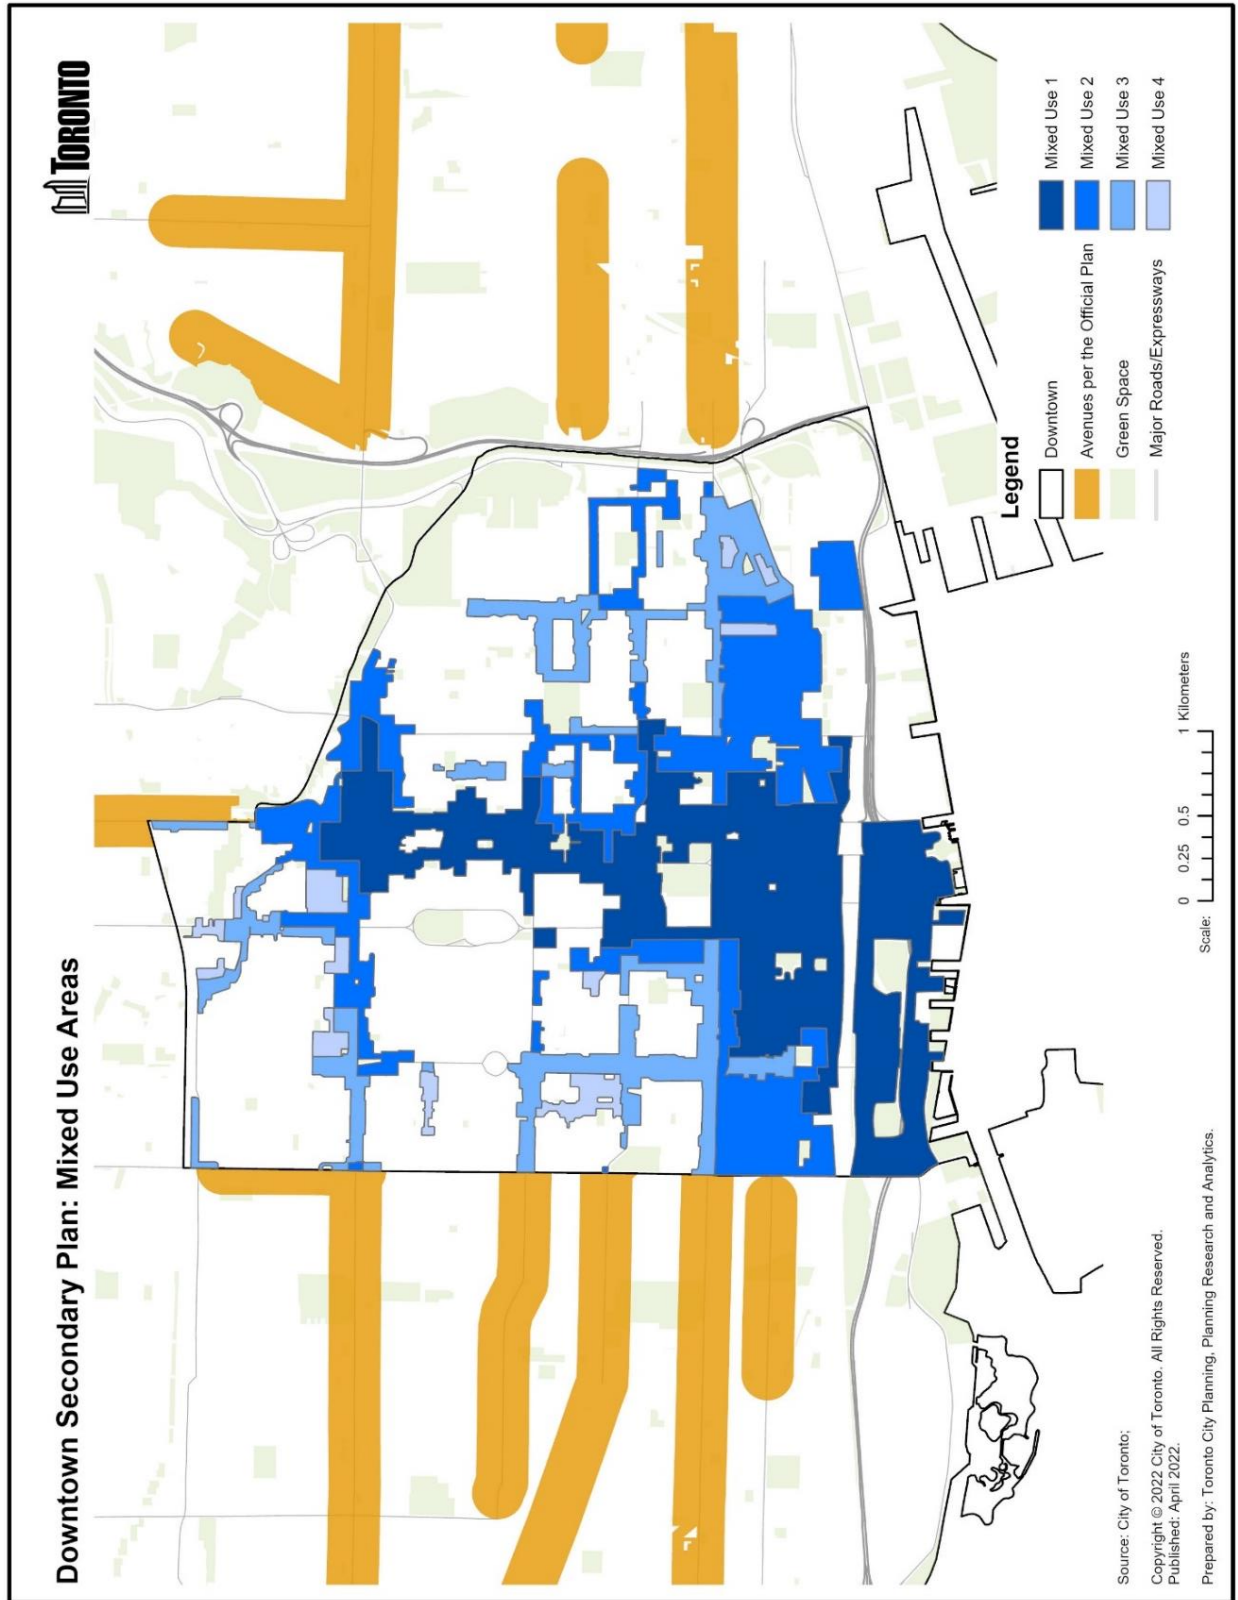 Downtown Secondary Plan: Mixed Use Areas
TORONTO
Legend
Downtown
Avenues per the Official Plan
Green Space
Major Roads/Expressways
Mixed Use 1
Mixed Use 2
Mixed Use 3
Mixed Use 4
Source: City of Toronto;
Copyright © 2022 City of Toronto. All Rights Reserved.
Published: April 2022.
Prepared by: Toronto City Planning, Planning Research and Analytics.
Scale:
0 0.25 0.5 1 Kilometers